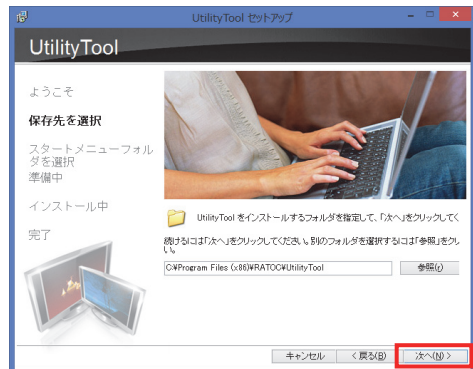 UtilityTool セットアップ
UtilityTool
ようこそ
保存先を選択
スタートメニューフォル
ダを選択
準備中
インストール中
完了
UtilityTool をインストールするフォルダを指定して、「次へ」をクリックしてく
続けるには「次へ」をクリックしてください。別のフォルダを選択するには「参照」をクし
い。
C:¥Program Files (x86)¥RATOC¥UtilityTool
参照(r)
キャンセル
< 戻る(B)
次へ(N) >